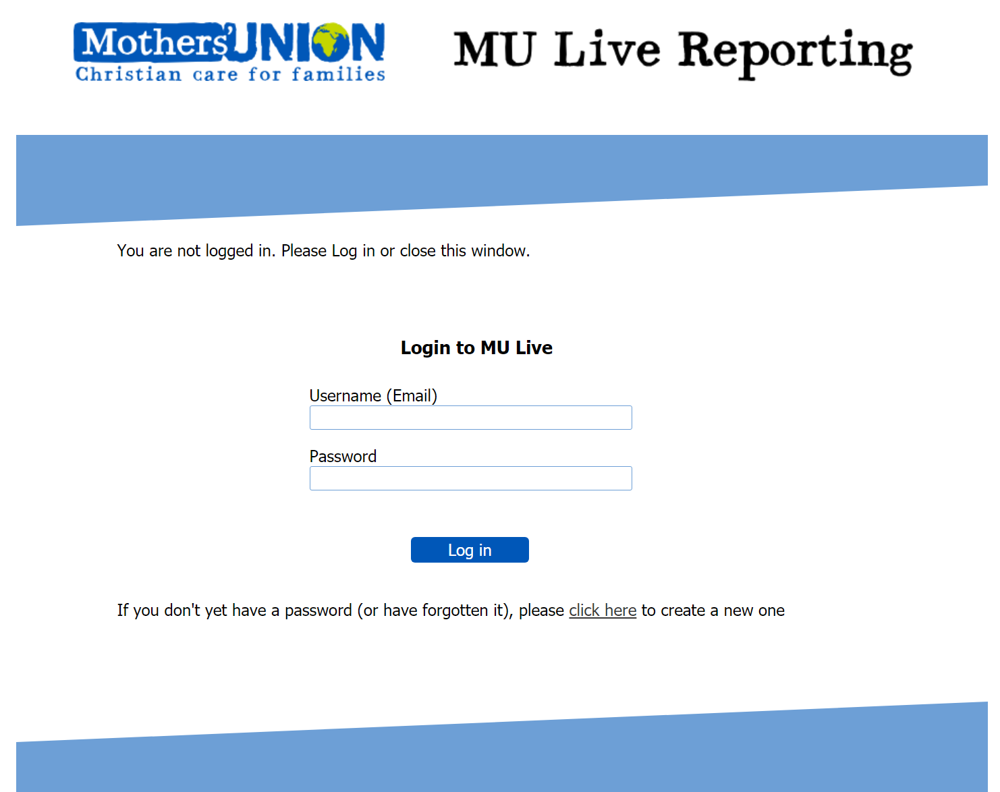 Mothers' UNION
Christian care for families
MU Live Reporting
You are not logged in. Please Log in or close this window.
Login to MU Live
Username (Email)
Password
Log in
If you don't yet have a password (or have forgotten it), please click here to create a new one